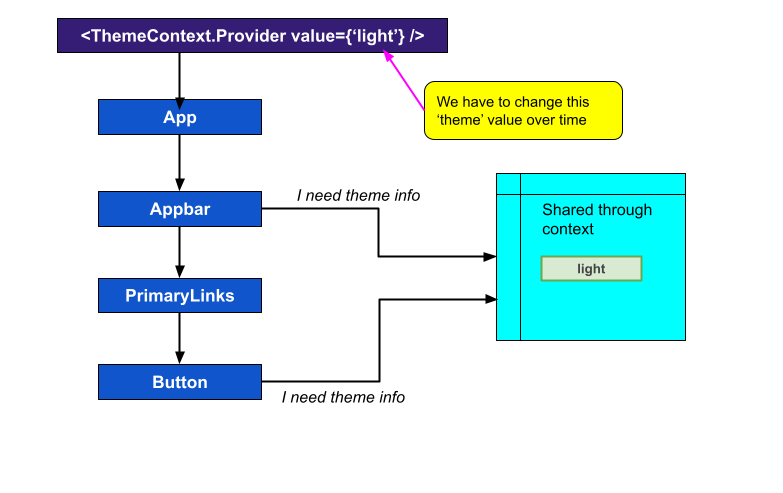 <ThemeContext.Provider value={‘light’} />
We have to change this
‘theme’ value over time
App
I need theme info
Appbar
Shared through
context
light
PrimaryLinks
Button
I need theme info